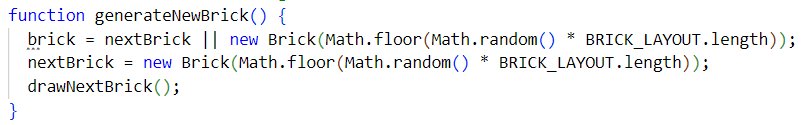 function generateNewBrick() {
  brick = nextBrick || new Brick(Math.floor(Math.random() * BRICK_LAYOUT.length));
  nextBrick = new Brick(Math.floor(Math.random() * BRICK_LAYOUT.length));
  drawNextBrick();
}